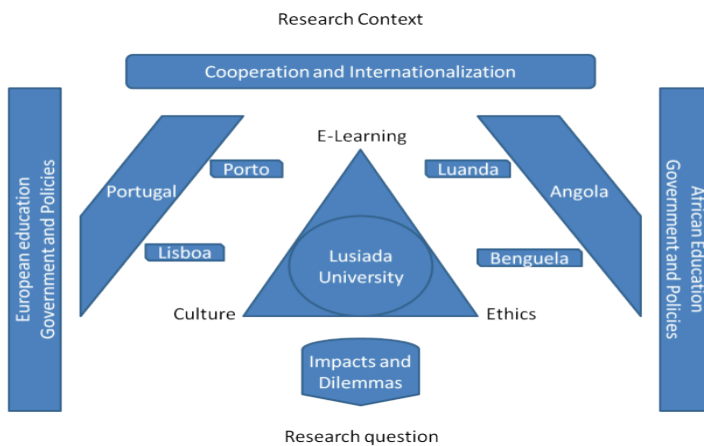 Research Context
Cooperation and Internationalization
European education
Government and Policies
Portugal
Porto
Lisboa
E-Learning
Lusiada
University
Culture
Ethics
Luanda
Benguela
Angola
African Education
Government and Policies
Impacts and
Dilemmas
Research question